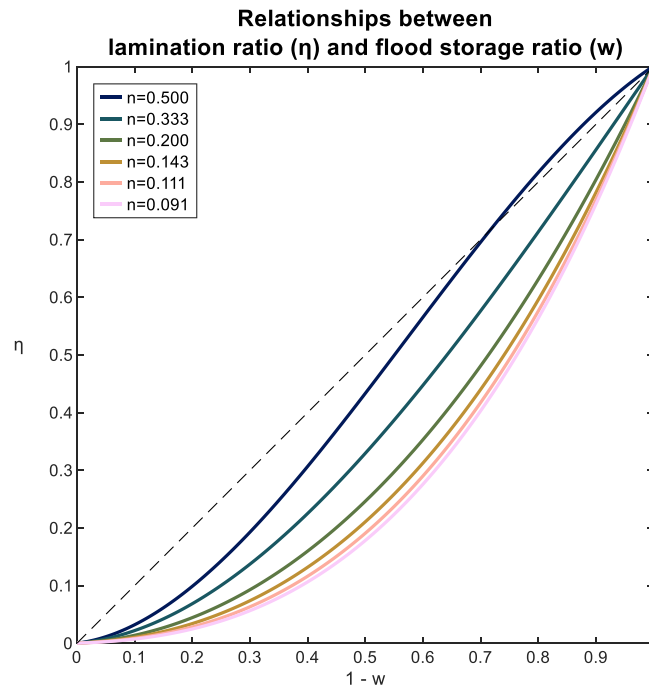 Relationships between
lamination ratio (η) and flood storage ratio (w)
n=0.500
n=0.333
n=0.200
n=0.143
n=0.111
n=0.091
1
0.9
0.8
0.7
0.6
0.5
0.4
0.3
0.2
0.1
0
η
0 0.1 0.2 0.3 0.4 0.5 0.6 0.7 0.8 0.9
1 - w